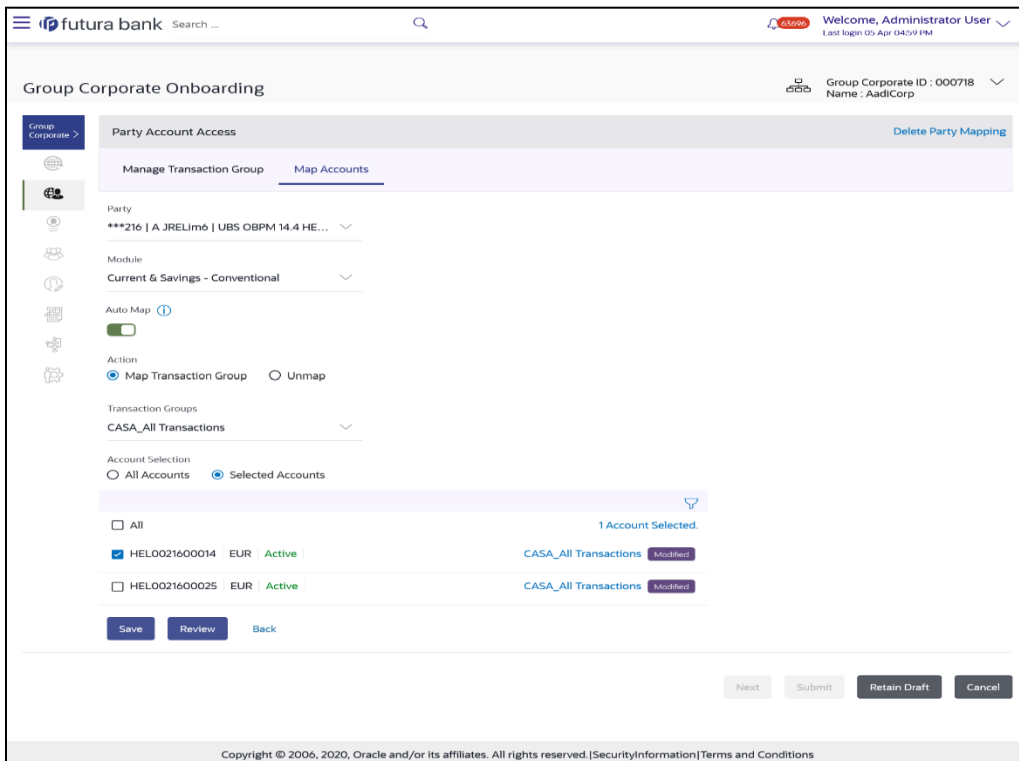 futura bank Search ... 63696 Welcome, Administrator User
Last login 05 Apr 04:59 PM
Group Corporate Onboarding
Group Corporate ID : 000718
Name : AadiCorp
Group
Corporate >
Party Account Access Delete Party Mapping
Manage Transaction Group Map Accounts
Party
***216 | A JRELim6 | UBS OBPM 14.4 HE...
Module
Current & Savings - Conventional
Auto Map
Action
Map Transaction Group Unmap
Transaction Groups
CASA_All Transactions
Account Selection
All Accounts Selected Accounts
All 1 Account Selected.
HEL0021600014 EUR Active CASA_All Transactions Modified
HEL0021600025 EUR Active CASA_All Transactions Modified
Save Review Back
Next Submit Retain Draft Cancel
Copyright © 2006, 2020, Oracle and/or its affiliates. All rights reserved.|SecurityInformation|Terms and Conditions